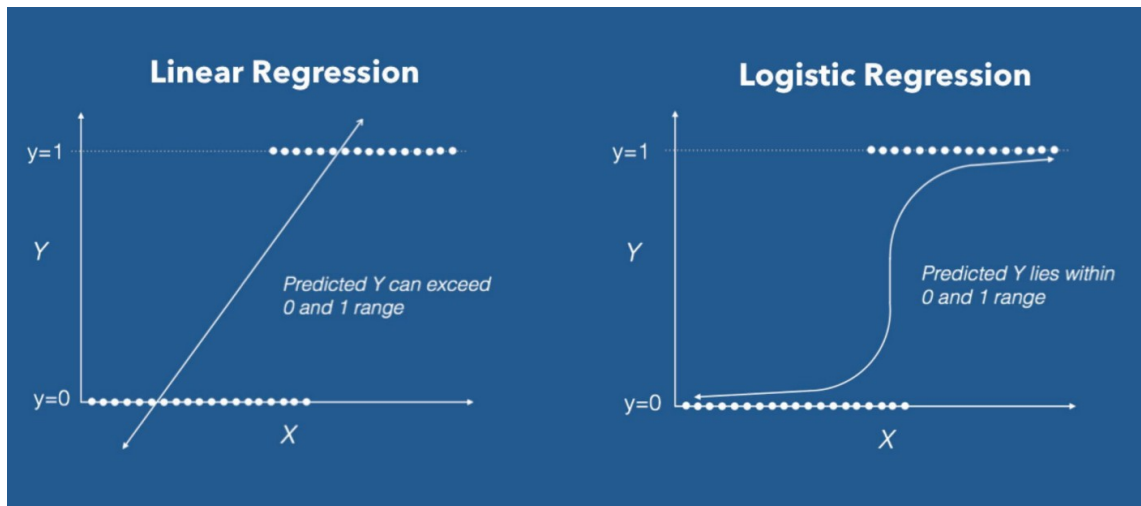 Linear Regression
y=1
Y
Predicted Y can exceed
0 and 1 range
y=0
X
Logistic Regression
y=1
Y
Predicted Y lies within
0 and 1 range
y=0
X